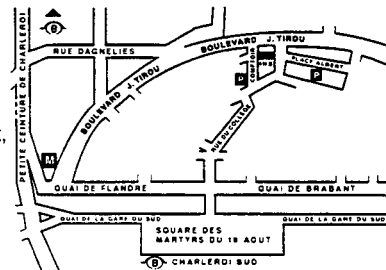 B
RUE DAGNELIES
BOULEVARD J. TIROU
BOULEVARD J. TIROU
PETITE CEINTURE DE CHARLEROI
COMPTOIR
P
PLACE ALBERT
P
RUE DU COLLÈGE
M
QUAI DE FLANDRE
QUAI DE BRABANT
QUAI DE LA GARE DU SUD
QUAI DE LA GARE DU SUD
SQUARE DES
MARTYRS DU 18 AOUT
B CHARLEROI SUD